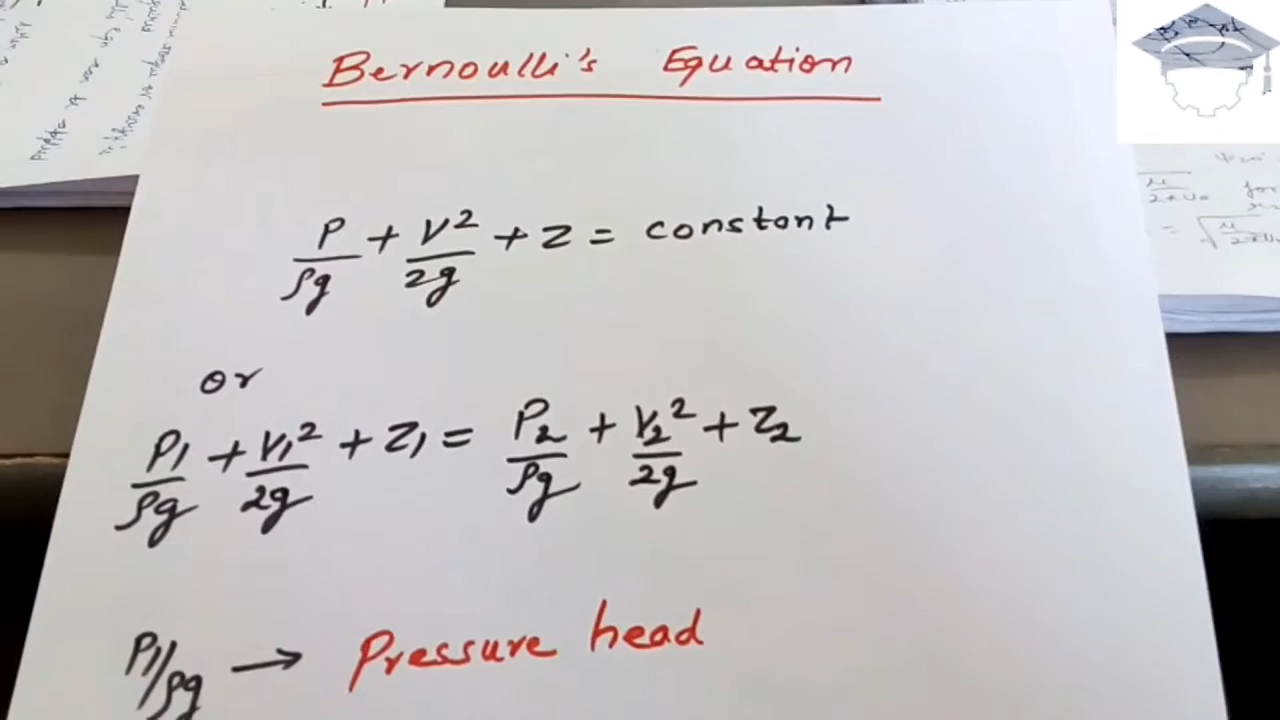 Bernoulli's Equation
P/ρg + V²/2g + Z = constant
or
P₁/ρg + V₁²/2g + Z₁ = P₂/ρg + V₂²/2g + Z₂
P₁/ρg → Pressure head